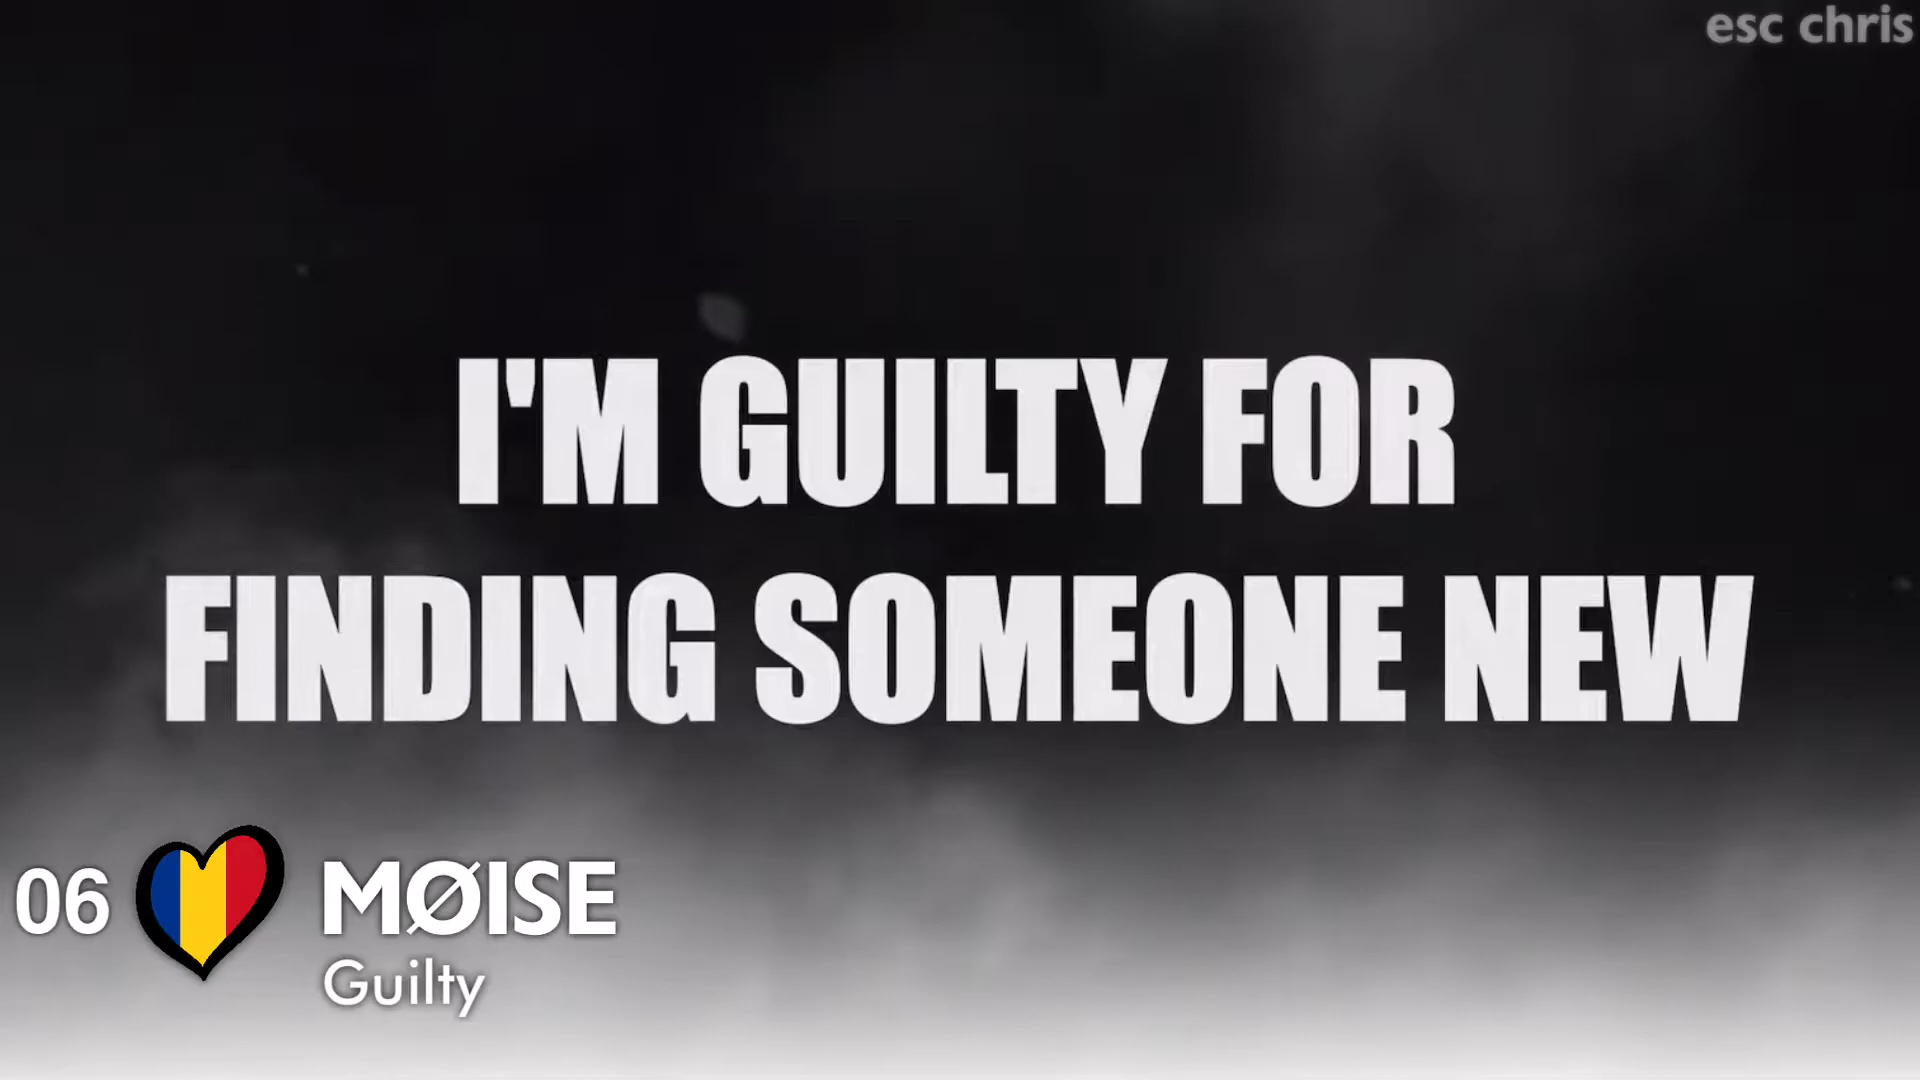 esc chris
I'M GUILTY FOR
FINDING SOMEONE NEW
06
MØISE
Guilty